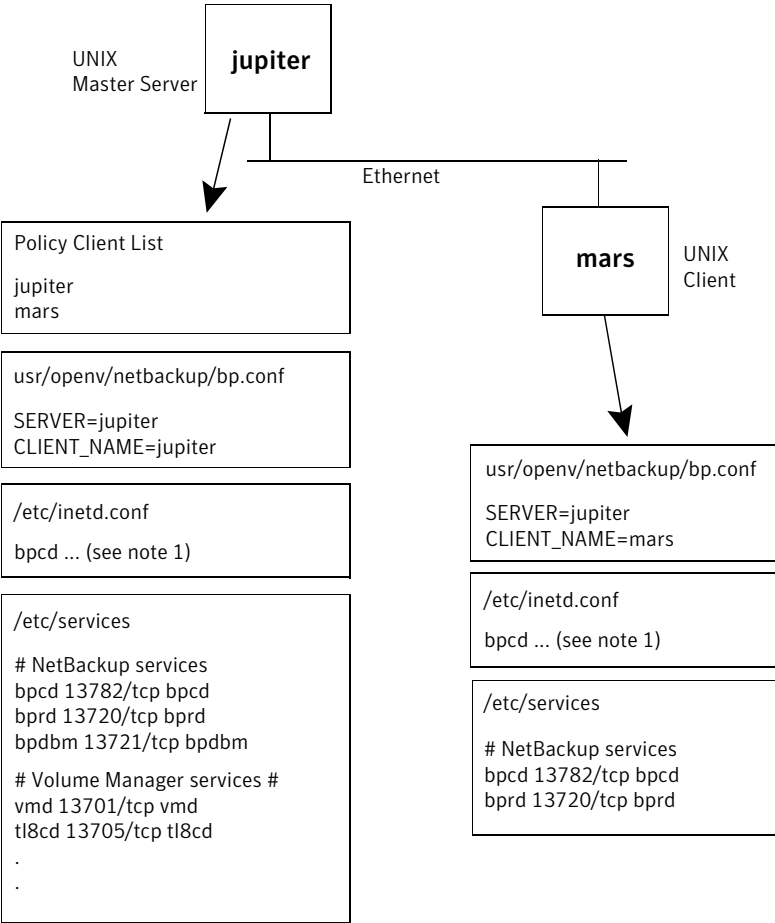 UNIX
Master Server
jupiter
Ethernet
mars
UNIX
Client
Policy Client List
jupiter
mars
usr/openv/netbackup/bp.conf
SERVER=jupiter
CLIENT_NAME=jupiter
/etc/inetd.conf
bpcd ... (see note 1)
/etc/services
# NetBackup services
bpcd 13782/tcp bpcd
bprd 13720/tcp bprd
bpdbm 13721/tcp bpdbm
# Volume Manager services #
vmd 13701/tcp vmd
tl8cd 13705/tcp tl8cd
.
.
usr/openv/netbackup/bp.conf
SERVER=jupiter
CLIENT_NAME=mars
/etc/inetd.conf
bpcd ... (see note 1)
/etc/services
# NetBackup services
bpcd 13782/tcp bpcd
bprd 13720/tcp bprd